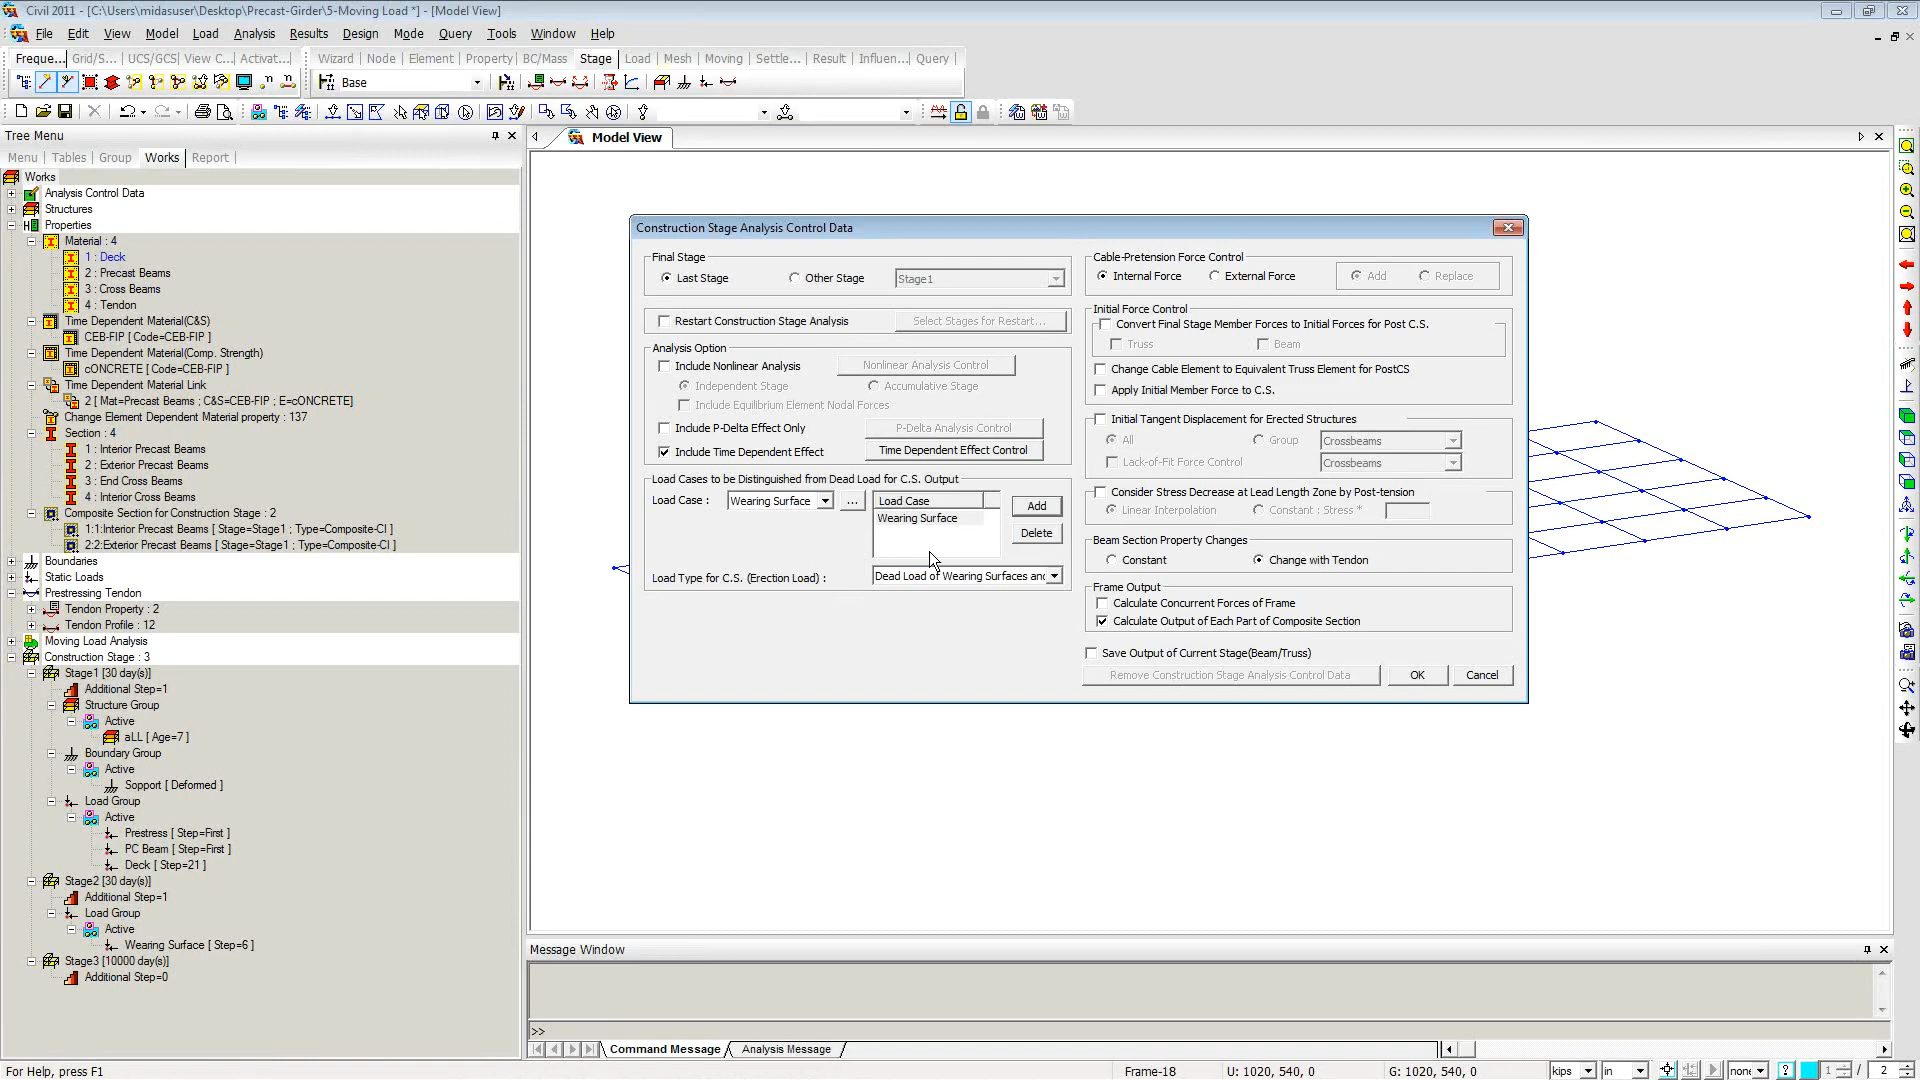 Civil 2011 - [C:\Users\midasuser\Desktop\Precast-Girder\5-Moving Load *] - [Model View]
File Edit View Model Load Analysis Results Design Mode Query Tools Window Help
Freque... Grid/S... UCS/GCS View C... Activat... Wizard Node Element Property BC/Mass Stage Load Mesh Moving Settle... Result Influen... Query
Base
Tree Menu
Menu Tables Group Works Report
Model View
Works
Analysis Control Data
Structures
Properties
Material : 4
1 : Deck
2 : Precast Beams
3 : Cross Beams
4 : Tendon
Time Dependent Material(C&S)
CEB-FIP [ Code=CEB-FIP ]
Time Dependent Material(Comp. Strength)
cONCRETE [ Code=CEB-FIP ]
Time Dependent Material Link
2 [ Mat=Precast Beams ; C&S=CEB-FIP ; E=cONCRETE]
Change Element Dependent Material property : 137
Section : 4
1 : Interior Precast Beams
2 : Exterior Precast Beams
3 : End Cross Beams
4 : Interior Cross Beams
Composite Section for Construction Stage : 2
1:1:Interior Precast Beams [ Stage=Stage1 ; Type=Composite-CI ]
2:2:Exterior Precast Beams [ Stage=Stage1 ; Type=Composite-CI ]
Boundaries
Static Loads
Prestressing Tendon
Tendon Property : 2
Tendon Profile : 12
Moving Load Analysis
Construction Stage : 3
Stage1 [30 day(s)]
Additional Step=1
Structure Group
Active
aLL [ Age=7 ]
Boundary Group
Active
Support [ Deformed ]
Load Group
Active
Prestress [ Step=First ]
PC Beam [ Step=First ]
Deck [ Step=21 ]
Stage2 [30 day(s)]
Additional Step=1
Load Group
Active
Wearing Surface [ Step=6 ]
Stage3 [10000 day(s)]
Additional Step=0
Construction Stage Analysis Control Data
Final Stage
Last Stage Other Stage Stage1
Restart Construction Stage Analysis Select Stages for Restart...
Analysis Option
Include Nonlinear Analysis Nonlinear Analysis Control
Independent Stage Accumulative Stage
Include Equilibrium Element Nodal Forces
Include P-Delta Effect Only P-Delta Analysis Control
Include Time Dependent Effect Time Dependent Effect Control
Load Cases to be Distinguished from Dead Load for C.S. Output
Load Case : Wearing Surface ... Load Case Add
Wearing Surface
Delete
Load Type for C.S. (Erection Load) : Dead Load of Wearing Surfaces and
Cable-Pretension Force Control
Internal Force External Force Add Replace
Initial Force Control
Convert Final Stage Member Forces to Initial Forces for Post C.S.
Truss Beam
Change Cable Element to Equivalent Truss Element for PostCS
Apply Initial Member Force to C.S.
Initial Tangent Displacement for Erected Structures
All Group Crossbeams
Lack-of-Fit Force Control Crossbeams
Consider Stress Decrease at Lead Length Zone by Post-tension
Linear Interpolation Constant : Stress *
Beam Section Property Changes
Constant Change with Tendon
Frame Output
Calculate Concurrent Forces of Frame
Calculate Output of Each Part of Composite Section
Save Output of Current Stage(Beam/Truss)
Remove Construction Stage Analysis Control Data OK Cancel
Message Window
>>
Command Message Analysis Message
For Help, press F1 Frame-18 U: 1020, 540, 0 G: 1020, 540, 0 kips in none ? 1 / 2